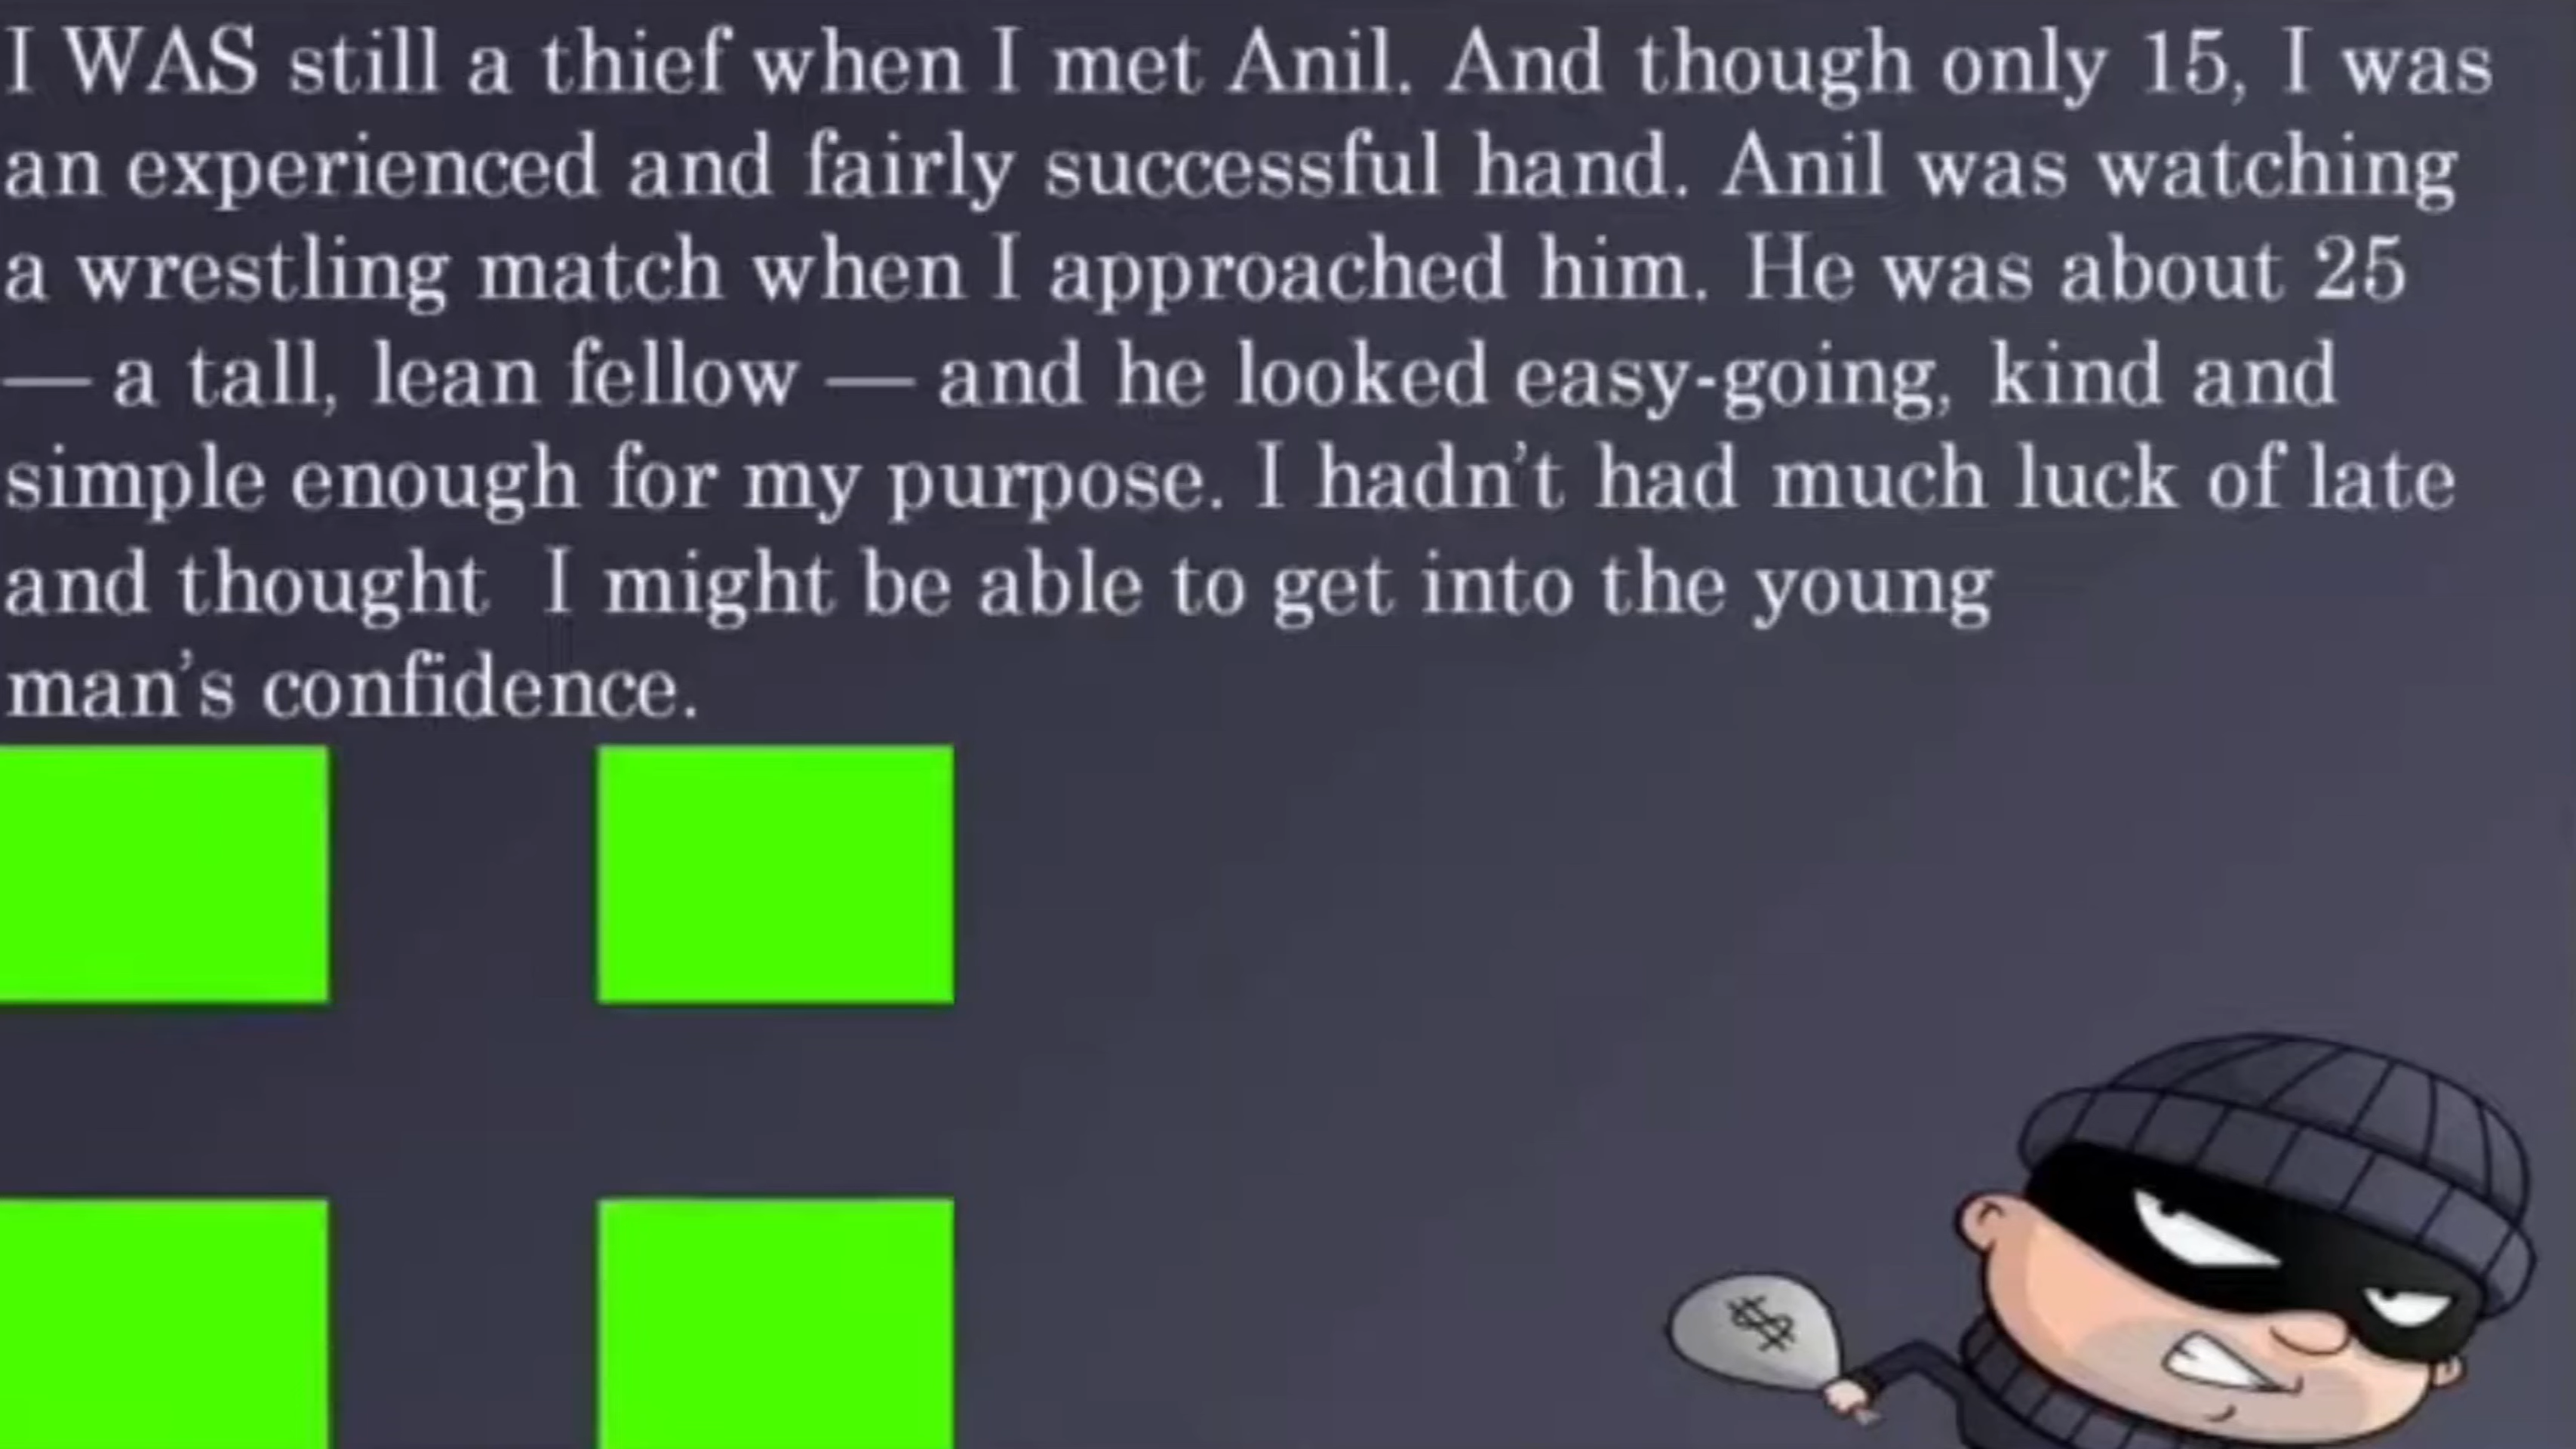 I WAS still a thief when I met Anil. And though only 15, I was
an experienced and fairly successful hand. Anil was watching
a wrestling match when I approached him. He was about 25
— a tall, lean fellow — and he looked easy-going, kind and
simple enough for my purpose. I hadn’t had much luck of late
and thought I might be able to get into the young
man’s confidence.
$